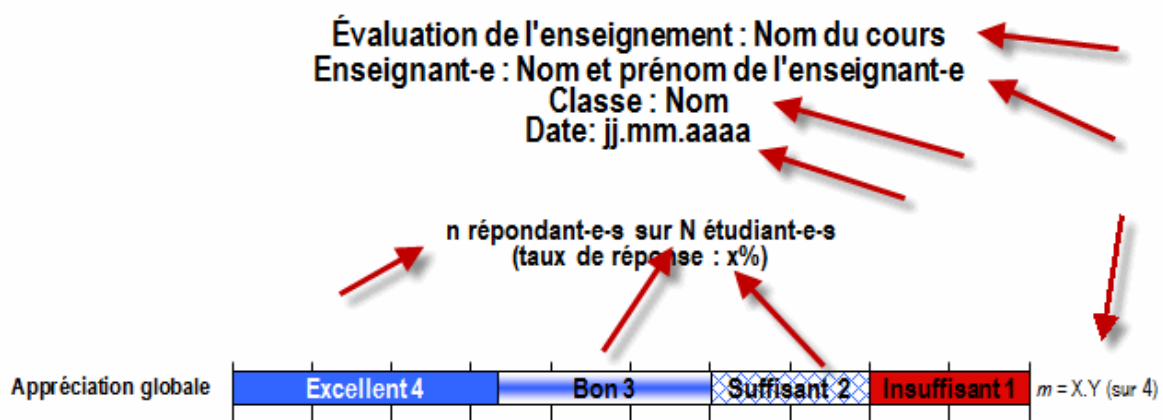 Évaluation de l'enseignement : Nom du cours
Enseignant-e : Nom et prénom de l'enseignant-e
Classe : Nom
Date: jj.mm.aaaa
n répondant-e-s sur N étudiant-e-s
(taux de réponse : x%)
Appréciation globale Excellent 4 Bon 3 Suffisant 2 Insuffisant 1 m = X.Y (sur 4)